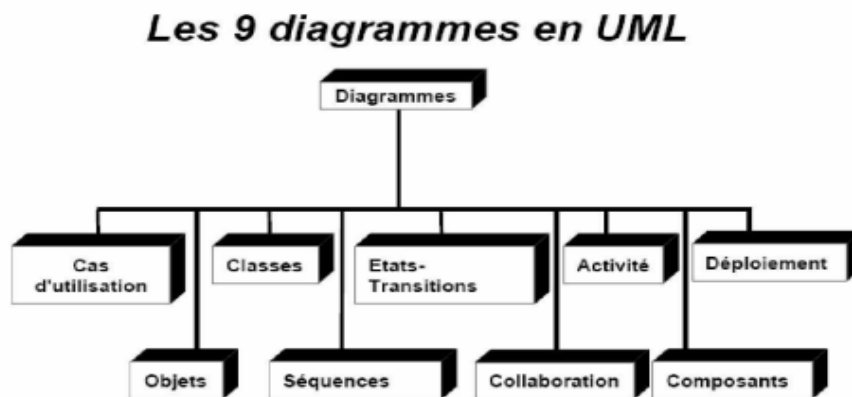 Les 9 diagrammes en UML
Diagrammes
Cas
d'utilisation
Classes
Etats-
Transitions
Activité
Déploiement
Objets
Séquences
Collaboration
Composants